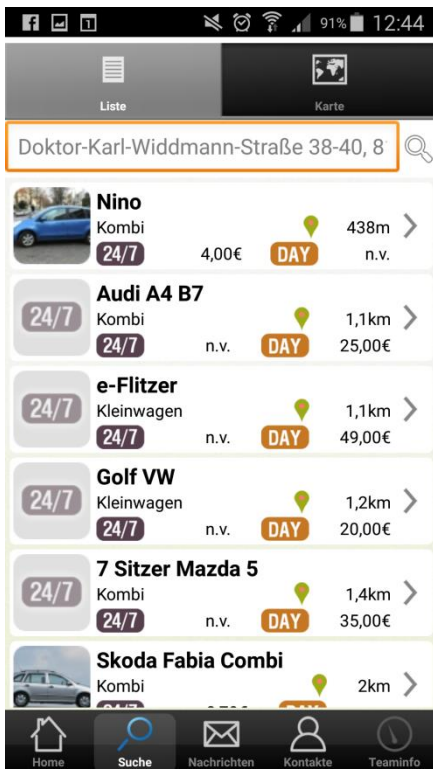 91% 12:44
Liste
Karte
Doktor-Karl-Widdmann-Straße 38-40, 8
Nino
Kombi 438m
24/7 4,00€ DAY n.v.
24/7
Audi A4 B7
Kombi 1,1km
24/7 n.v. DAY 25,00€
24/7
e-Flitzer
Kleinwagen 1,1km
24/7 n.v. DAY 49,00€
24/7
Golf VW
Kleinwagen 1,2km
24/7 n.v. DAY 20,00€
24/7
7 Sitzer Mazda 5
Kombi 1,4km
24/7 n.v. DAY 35,00€
Skoda Fabia Combi
Kombi 2km
Home Suche Nachrichten Kontakte Teaminfo